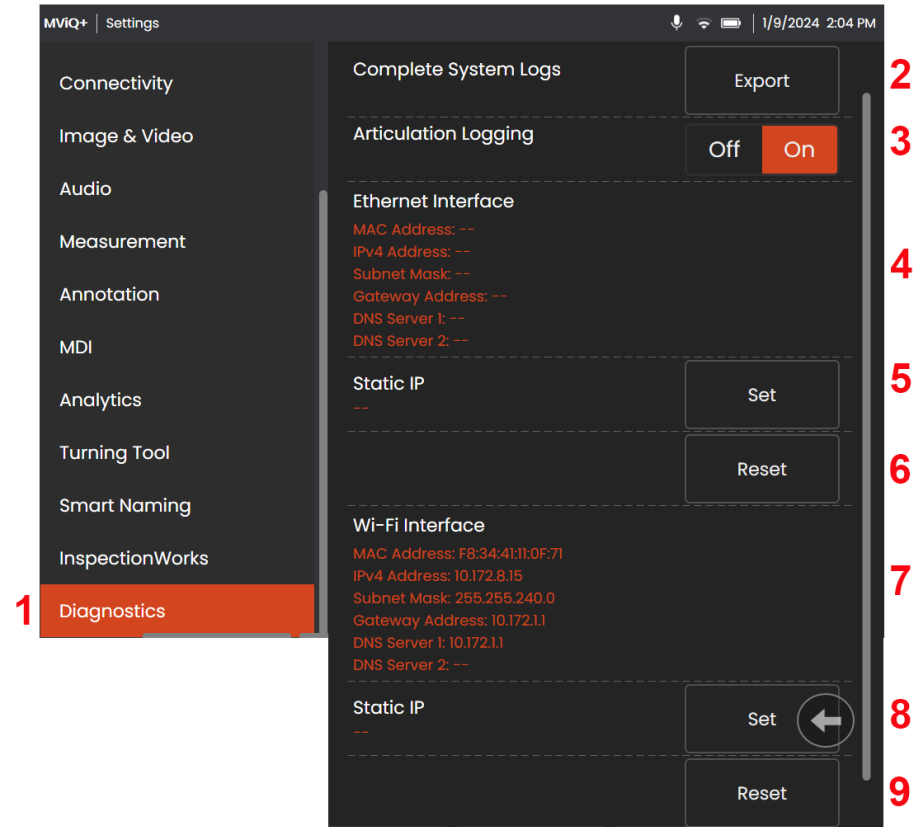 MViQ+ | Settings 1/9/2024 2:04 PM
Connectivity
Image & Video
Audio
Measurement
Annotation
MDI
Analytics
Turning Tool
Smart Naming
InspectionWorks
1 Diagnostics
Complete System Logs Export 2
Articulation Logging Off On 3
Ethernet Interface
MAC Address: --
IPv4 Address: --
Subnet Mask: -- 4
Gateway Address: --
DNS Server 1: --
DNS Server 2: --
Static IP Set 5
--
Reset 6
Wi-Fi Interface
MAC Address: F8:34:41:11:0F:71
IPv4 Address: 10.172.8.15 7
Subnet Mask: 255.255.240.0
Gateway Address: 10.172.1.1
DNS Server 1: 10.172.1.1
DNS Server 2: --
Static IP Set 8
--
Reset 9